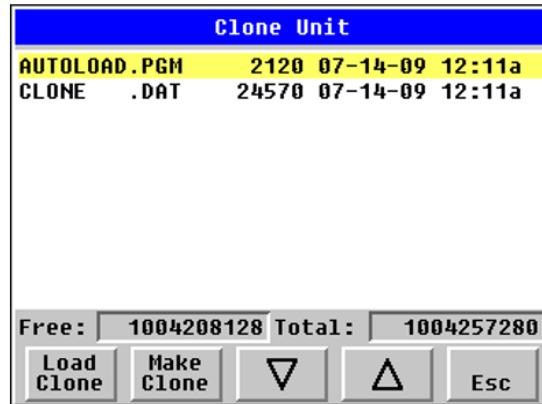 Clone Unit
AUTOLOAD.PGM 2120 07-14-09 12:11a
CLONE .DAT 24570 07-14-09 12:11a
Free: 1004208128 Total: 1004257280
Load Clone
Make Clone
Esc